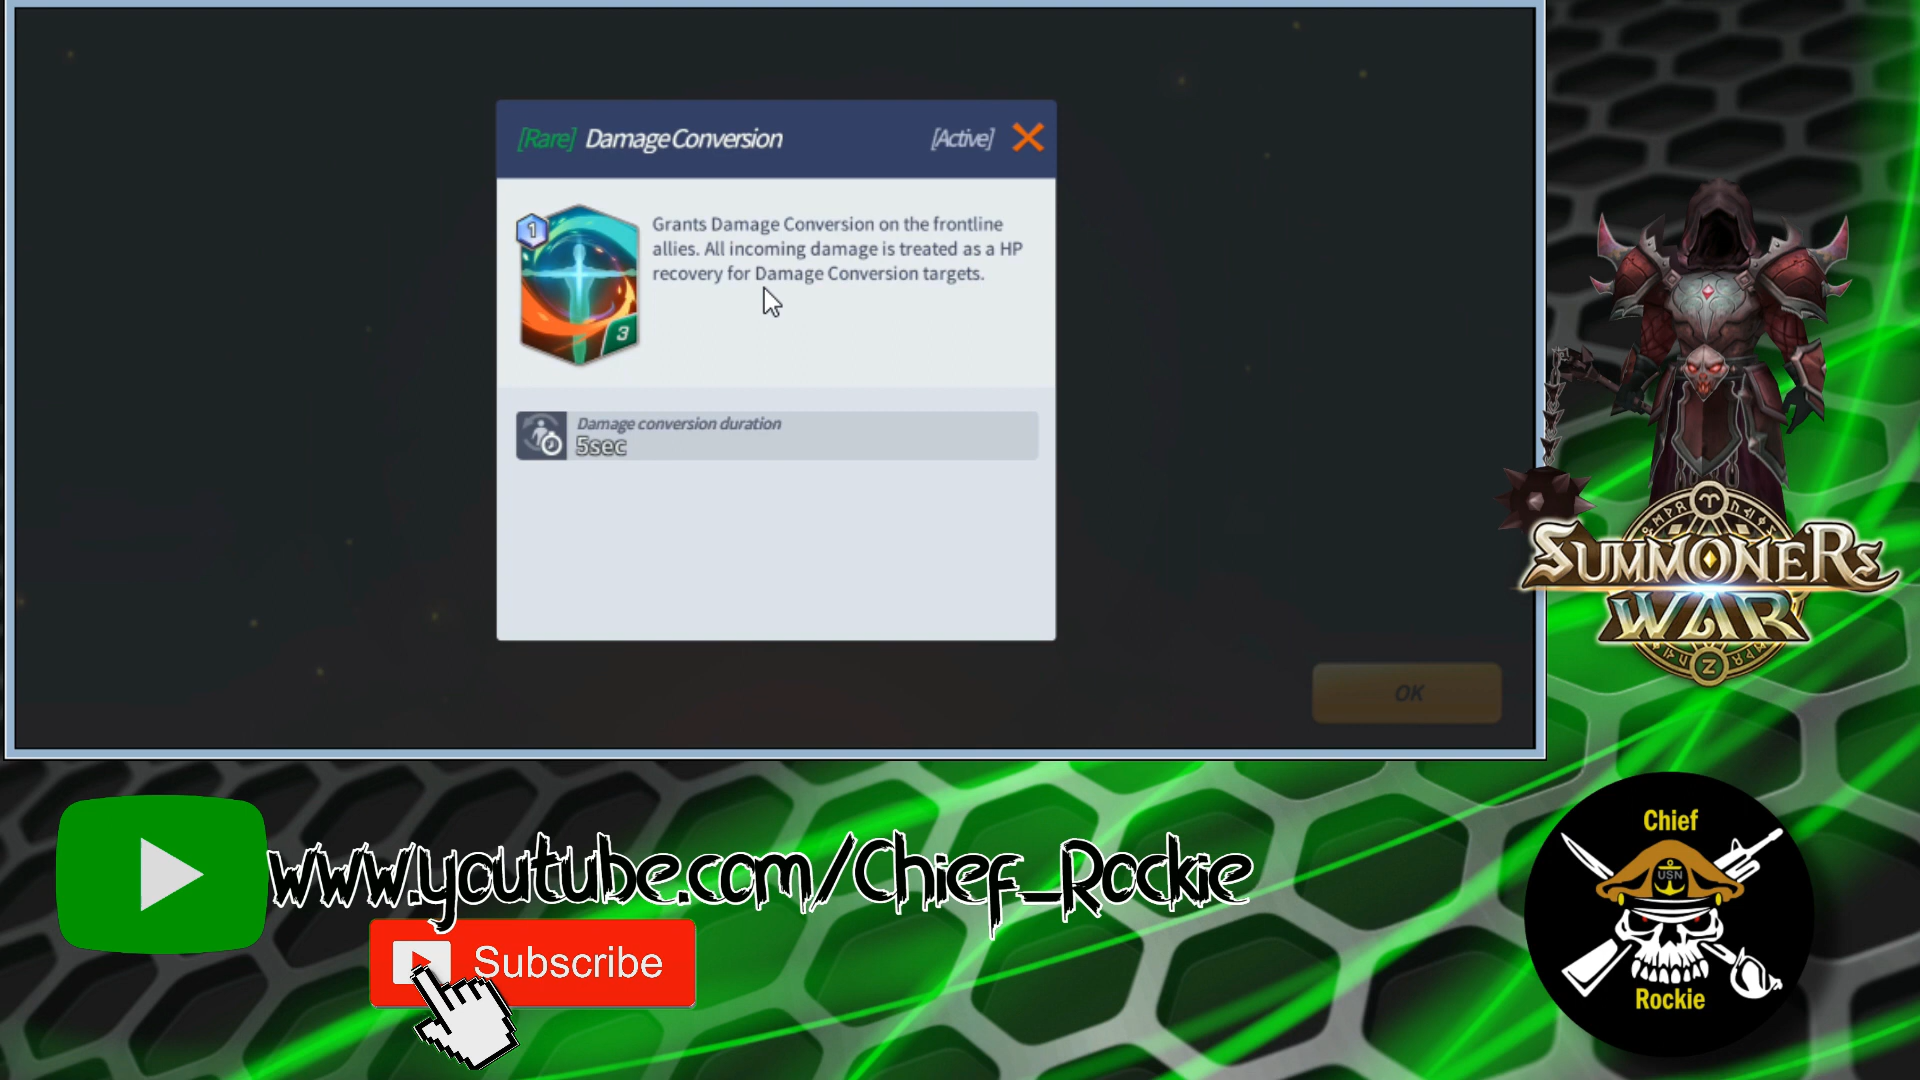 [Rare] Damage Conversion [Active]
1
Grants Damage Conversion on the frontline
allies. All incoming damage is treated as a HP
recovery for Damage Conversion targets.
3
Damage conversion duration
5sec
OK
SUMMONERS
WAR
www.youtube.com/Chief_Rockie
Subscribe
Chief
USN
Rockie